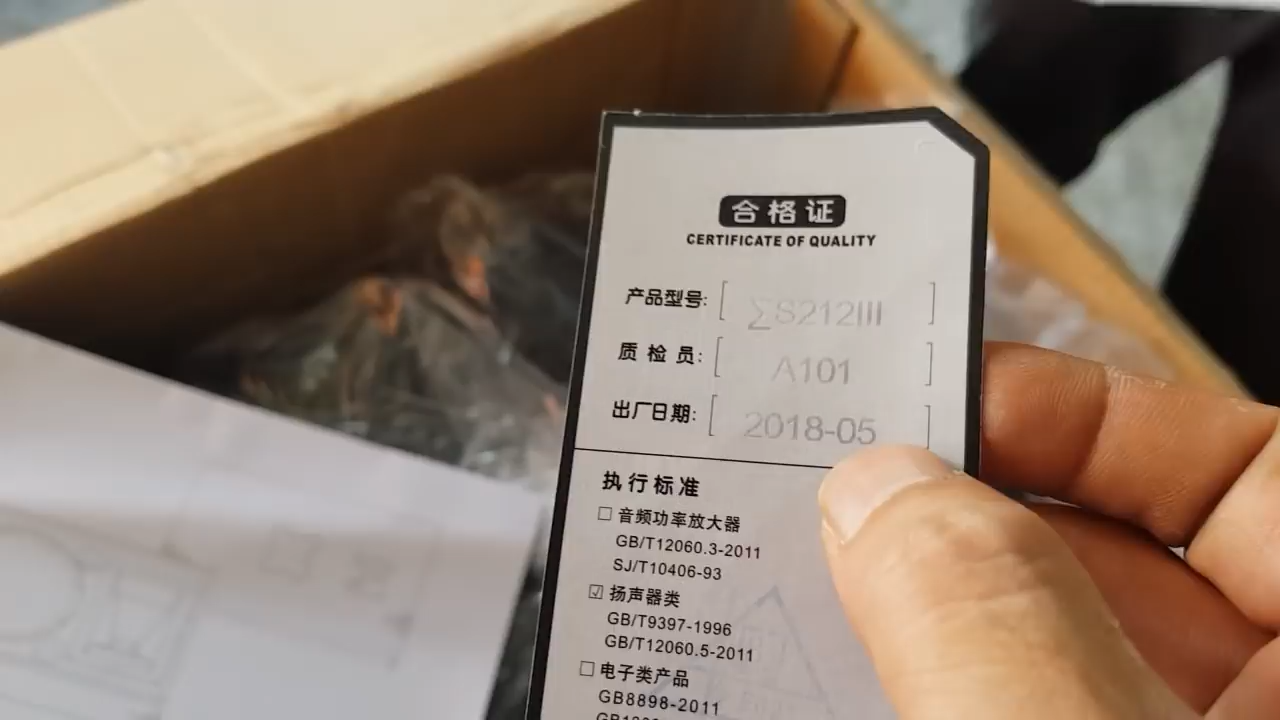 合格证
CERTIFICATE OF QUALITY
产品型号: [ ∑S212III ]
质检员: [ A101 ]
出厂日期: [ 2018-05 ]
执行标准
☐ 音频功率放大器
GB/T12060.3-2011
SJ/T10406-93
☑ 扬声器类
GB/T9397-1996
GB/T12060.5-2011
☐ 电子类产品
GB8898-2011